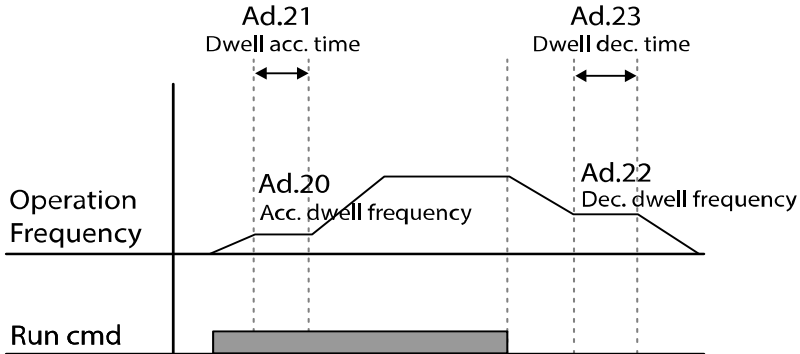 Ad.21
Dwell acc. time
Ad.23
Dwell dec. time
Ad.20
Acc. dwell frequency
Ad.22
Dec. dwell frequency
Operation
Frequency
Run cmd